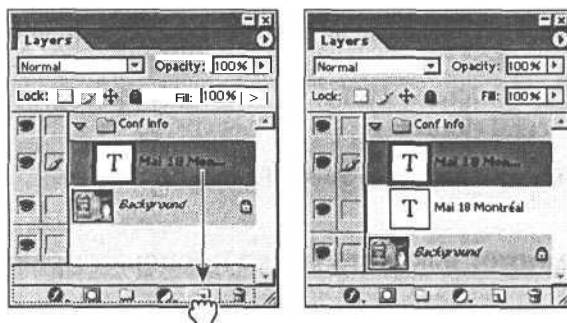 Layers
Normal Opacity: 100%
Lock: Fill: 100%
Conf Info
T Mai 18 Mon...
Background
Layers
Normal Opacity: 100%
Lock: Fill: 100%
Conf Info
T Mai 18 Mon...
T Mai 18 Montréal
Background